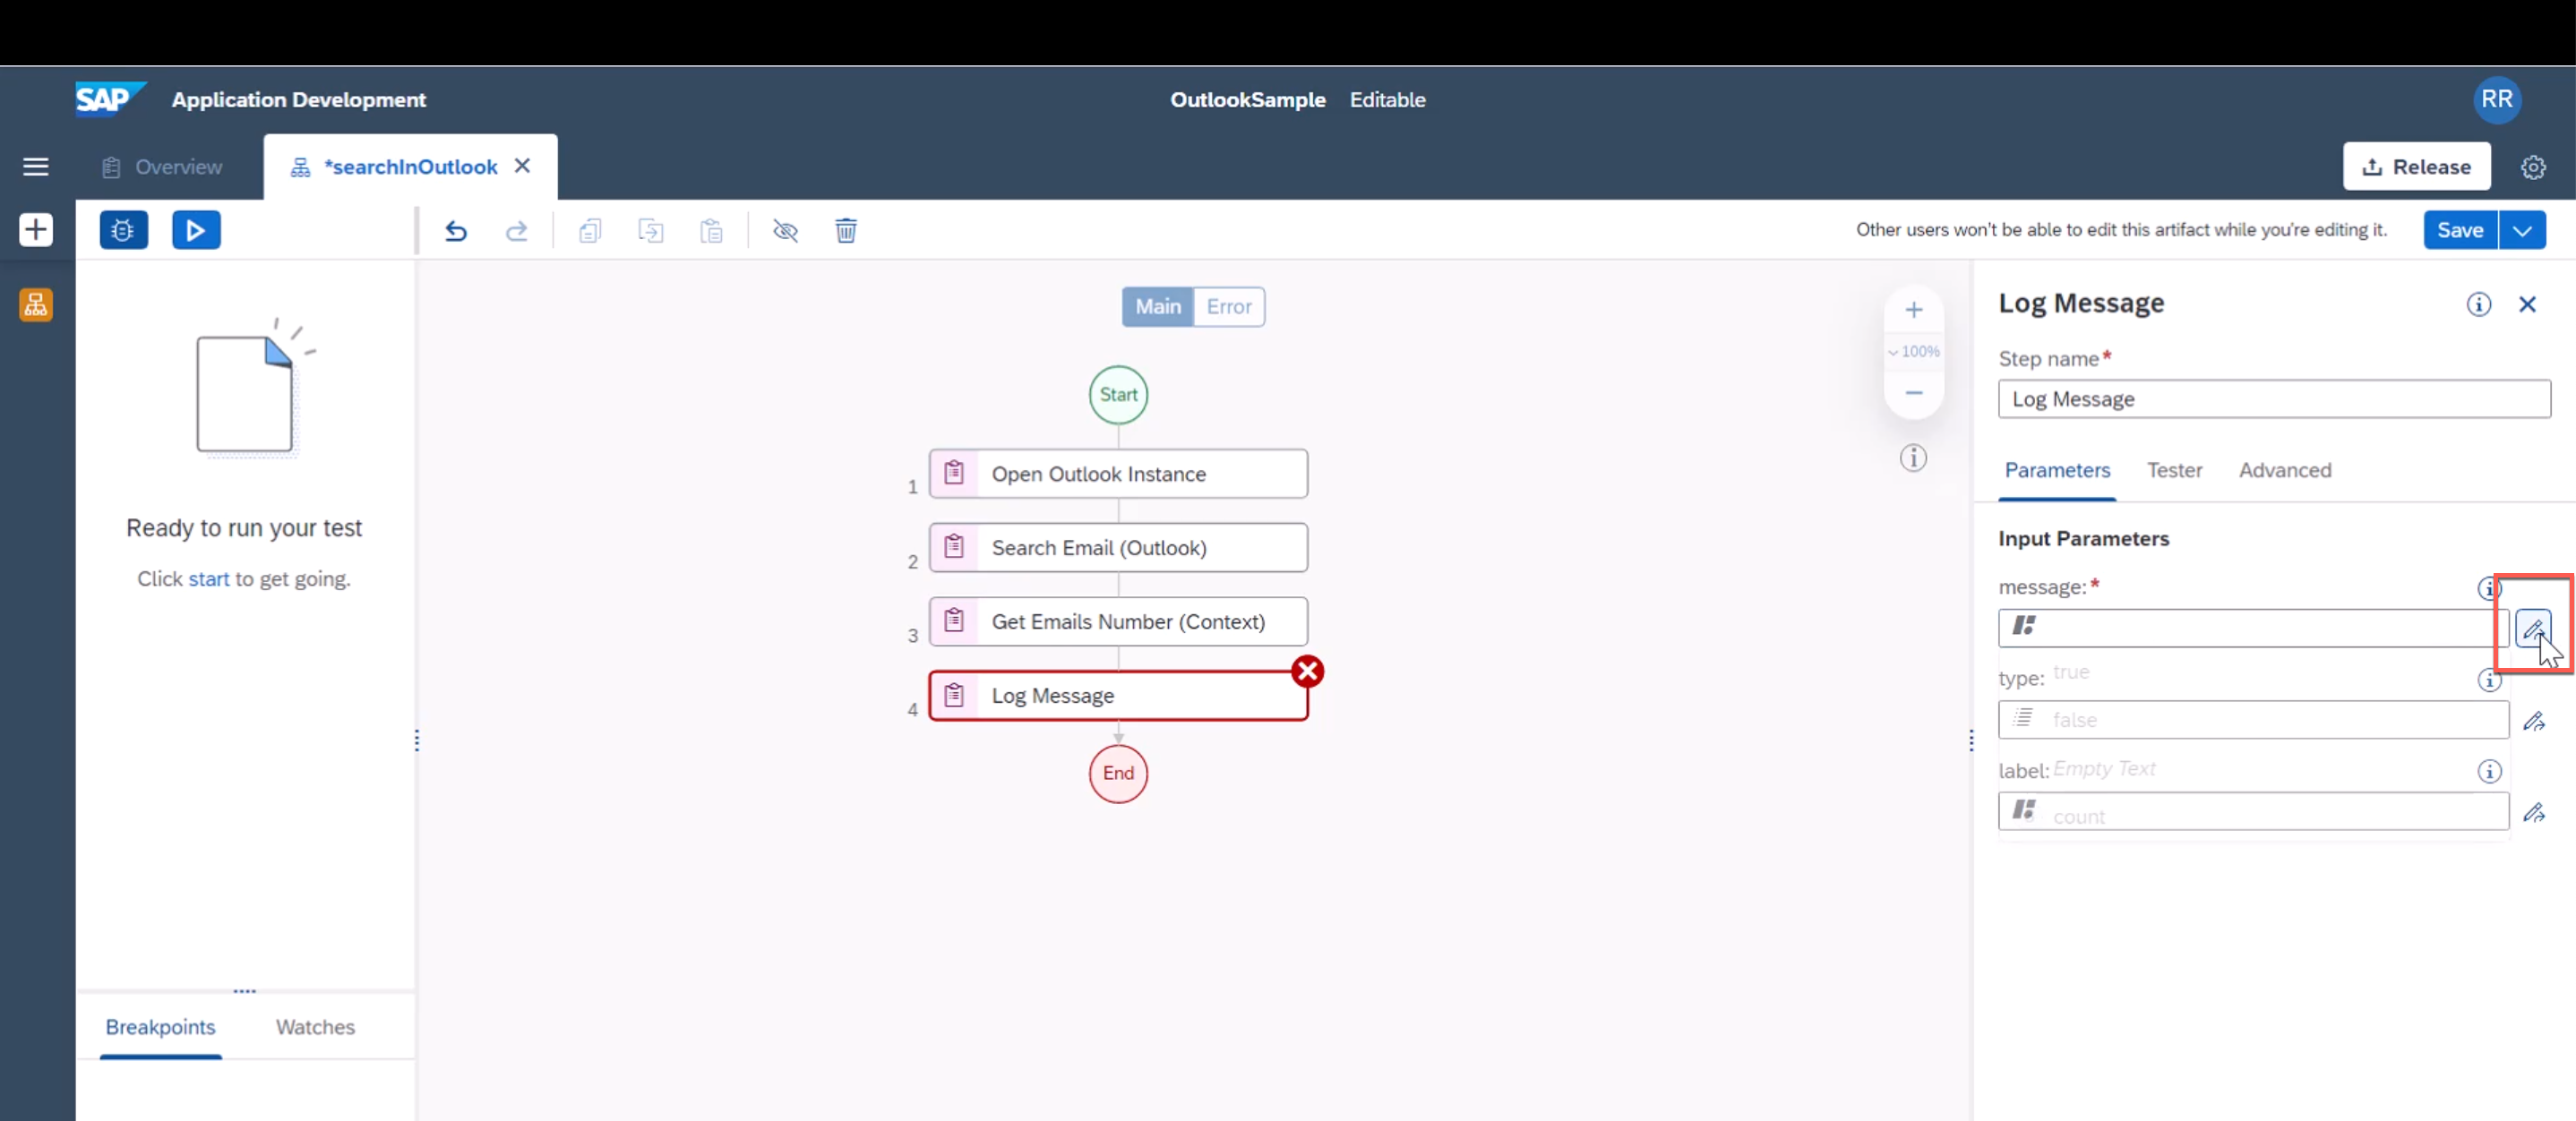 SAP Application Development
OutlookSample Editable
RR
Overview
*searchInOutlook
Release
Other users won't be able to edit this artifact while you're editing it.
Save
Ready to run your test
Click start to get going.
Breakpoints
Watches
Main
Error
Start
1 Open Outlook Instance
2 Search Email (Outlook)
3 Get Emails Number (Context)
4 Log Message
End
100%
Log Message
Step name*
Log Message
Parameters
Tester
Advanced
Input Parameters
message:*
type: true
false
label: Empty Text
count